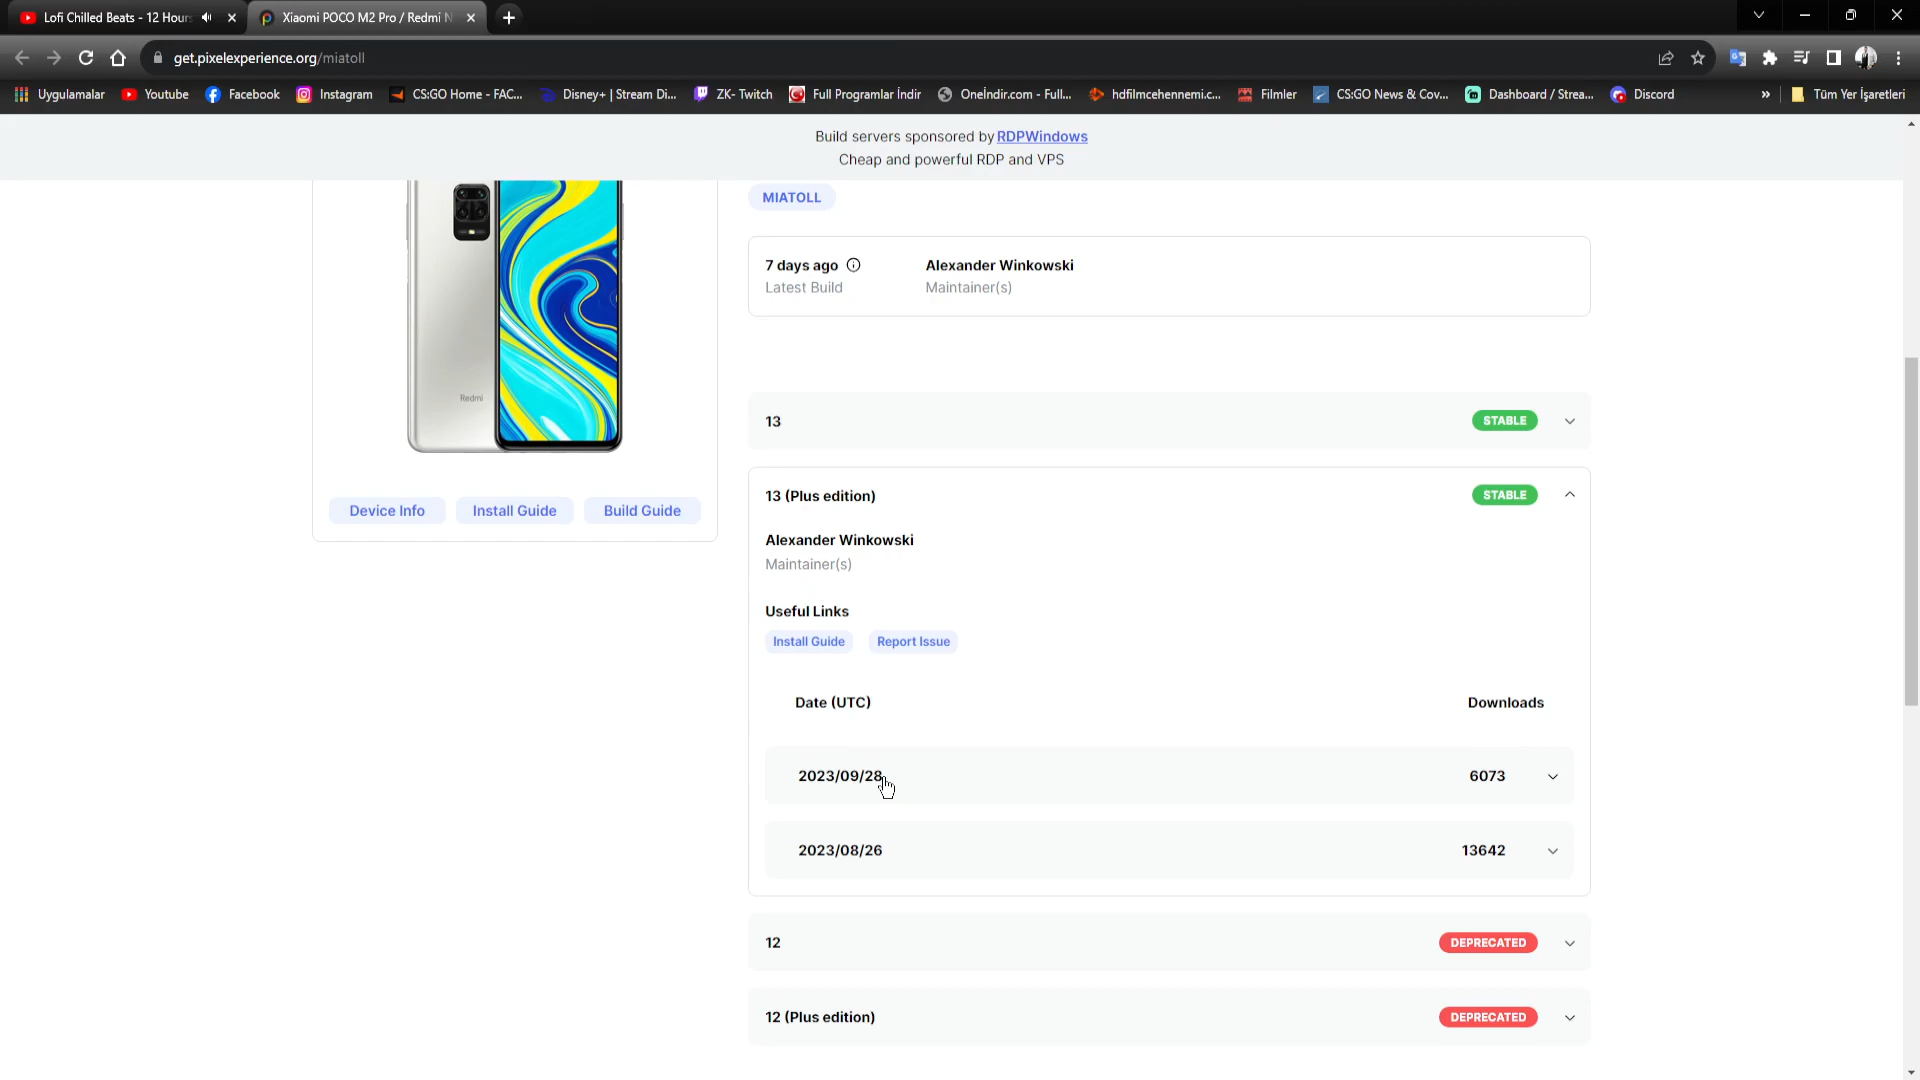 Lofi Chilled Beats - 12 Hour
Xiaomi POCO M2 Pro / Redmi N
get.pixelexperience.org/miatoll
Uygulamalar
Youtube
Facebook
Instagram
CS:GO Home - FAC...
Disney+ | Stream Di...
ZK- Twitch
Full Programlar İndir
Oneİndir.com - Full...
hdfilmcehennemi.c...
Filmler
CS:GO News & Cov...
Dashboard / Strea...
Discord
»
Tüm Yer İşaretleri
Build servers sponsored by RDPWindows
Cheap and powerful RDP and VPS
MIATOLL
7 days ago
Latest Build
Alexander Winkowski
Maintainer(s)
Redmi
Device Info
Install Guide
Build Guide
13
STABLE
13 (Plus edition)
STABLE
Alexander Winkowski
Maintainer(s)
Useful Links
Install Guide
Report Issue
Date (UTC)
Downloads
2023/09/28
6073
2023/08/26
13642
12
DEPRECATED
12 (Plus edition)
DEPRECATED